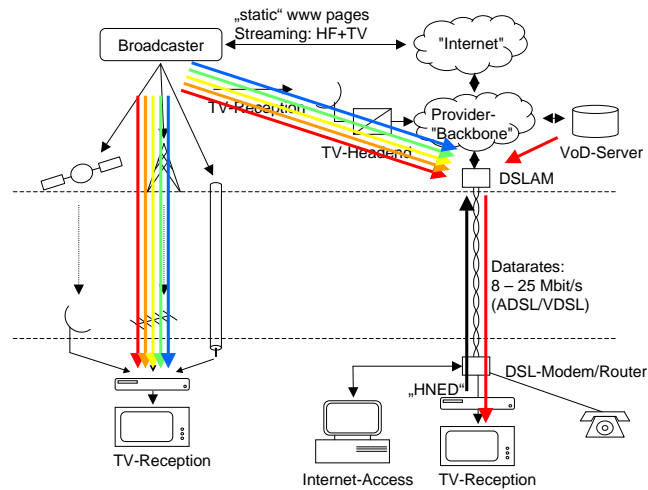 „static" www pages
Streaming: HF+TV
Broadcaster
"Internet"
TV-Reception
Provider-
"Backbone"
TV-Headend
VoD-Server
DSLAM
Datarates:
8 – 25 Mbit/s
(ADSL/VDSL)
DSL-Modem/Router
„HNED"
TV-Reception
Internet-Access
TV-Reception